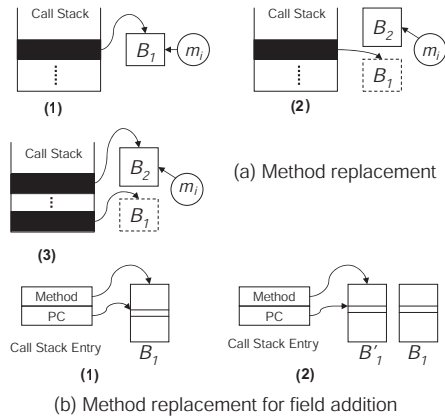 Call Stack
B1
mi
(1)
Call Stack
B2
mi
B1
(2)
Call Stack
B2
mi
B1
(3)
(a) Method replacement
Method
PC
Call Stack Entry
B1
(1)
Method
PC
Call Stack Entry
B'1
B1
(2)
(b) Method replacement for field addition